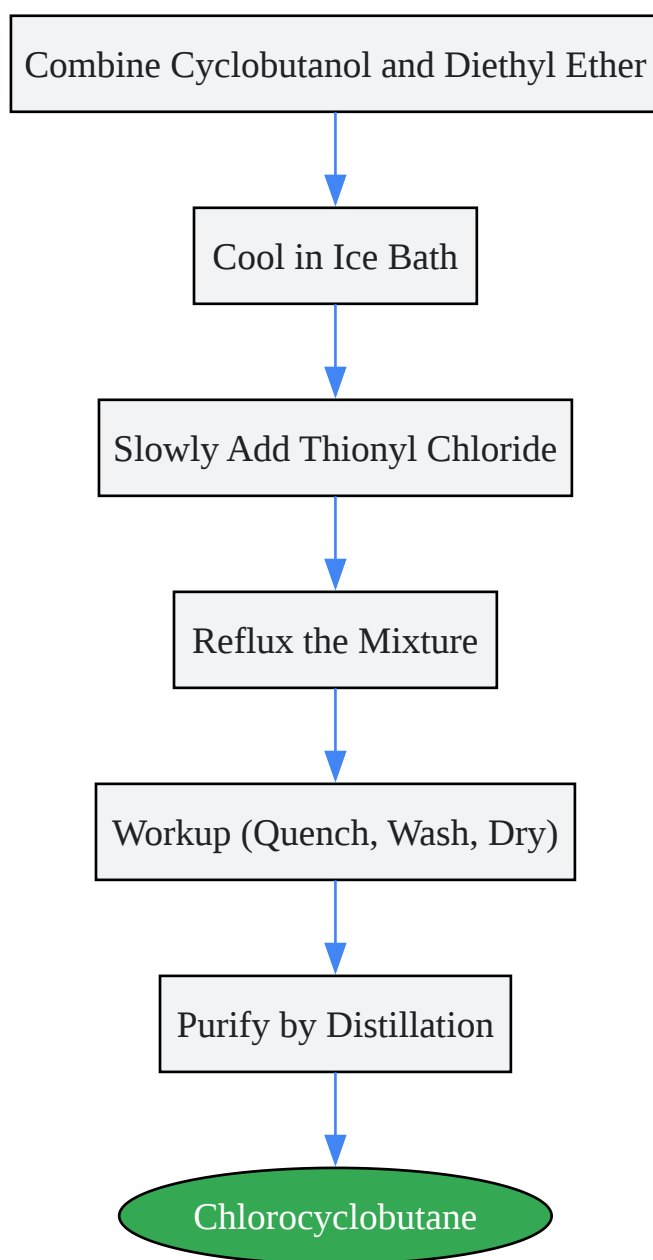 Combine Cyclobutanol and Diethyl Ether
Cool in Ice Bath
Slowly Add Thionyl Chloride
Reflux the Mixture
Workup (Quench, Wash, Dry)
Purify by Distillation
Chlorocyclobutane